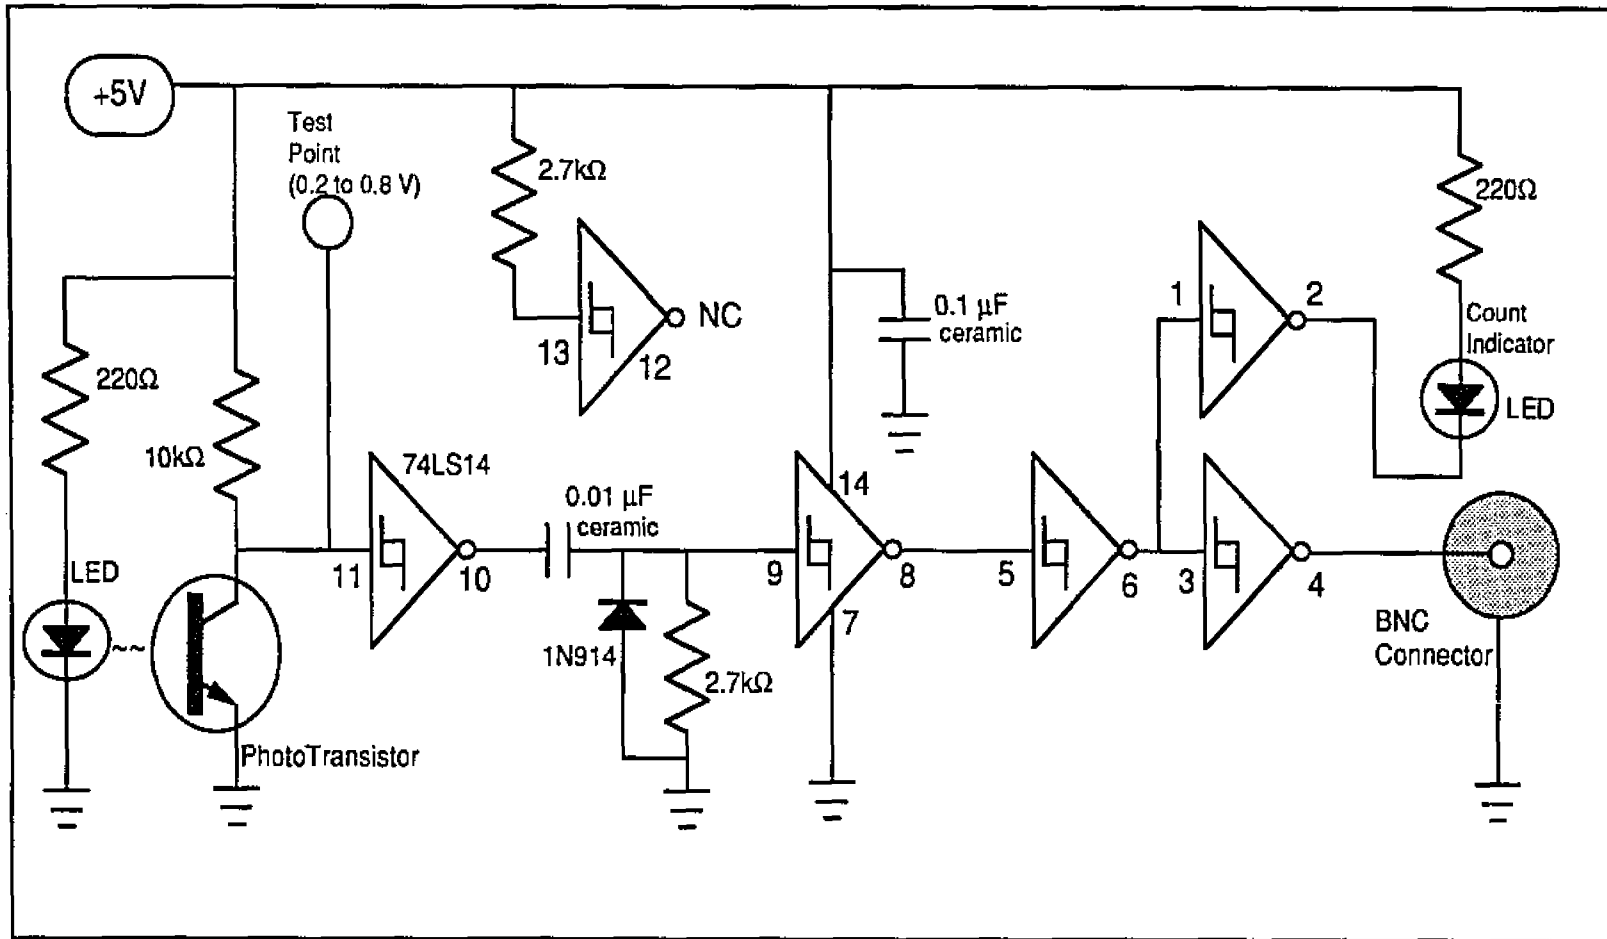 +5V
Test
Point
(0.2 to 0.8 V)
2.7kΩ
220Ω
NC
0.1 µF
ceramic
1
2
Count
Indicator
13
12
220Ω
LED
10kΩ
74LS14
0.01 µF
ceramic
14
LED
11
10
9
8
5
6
3
4
7
BNC
Connector
1N914
2.7kΩ
PhotoTransistor